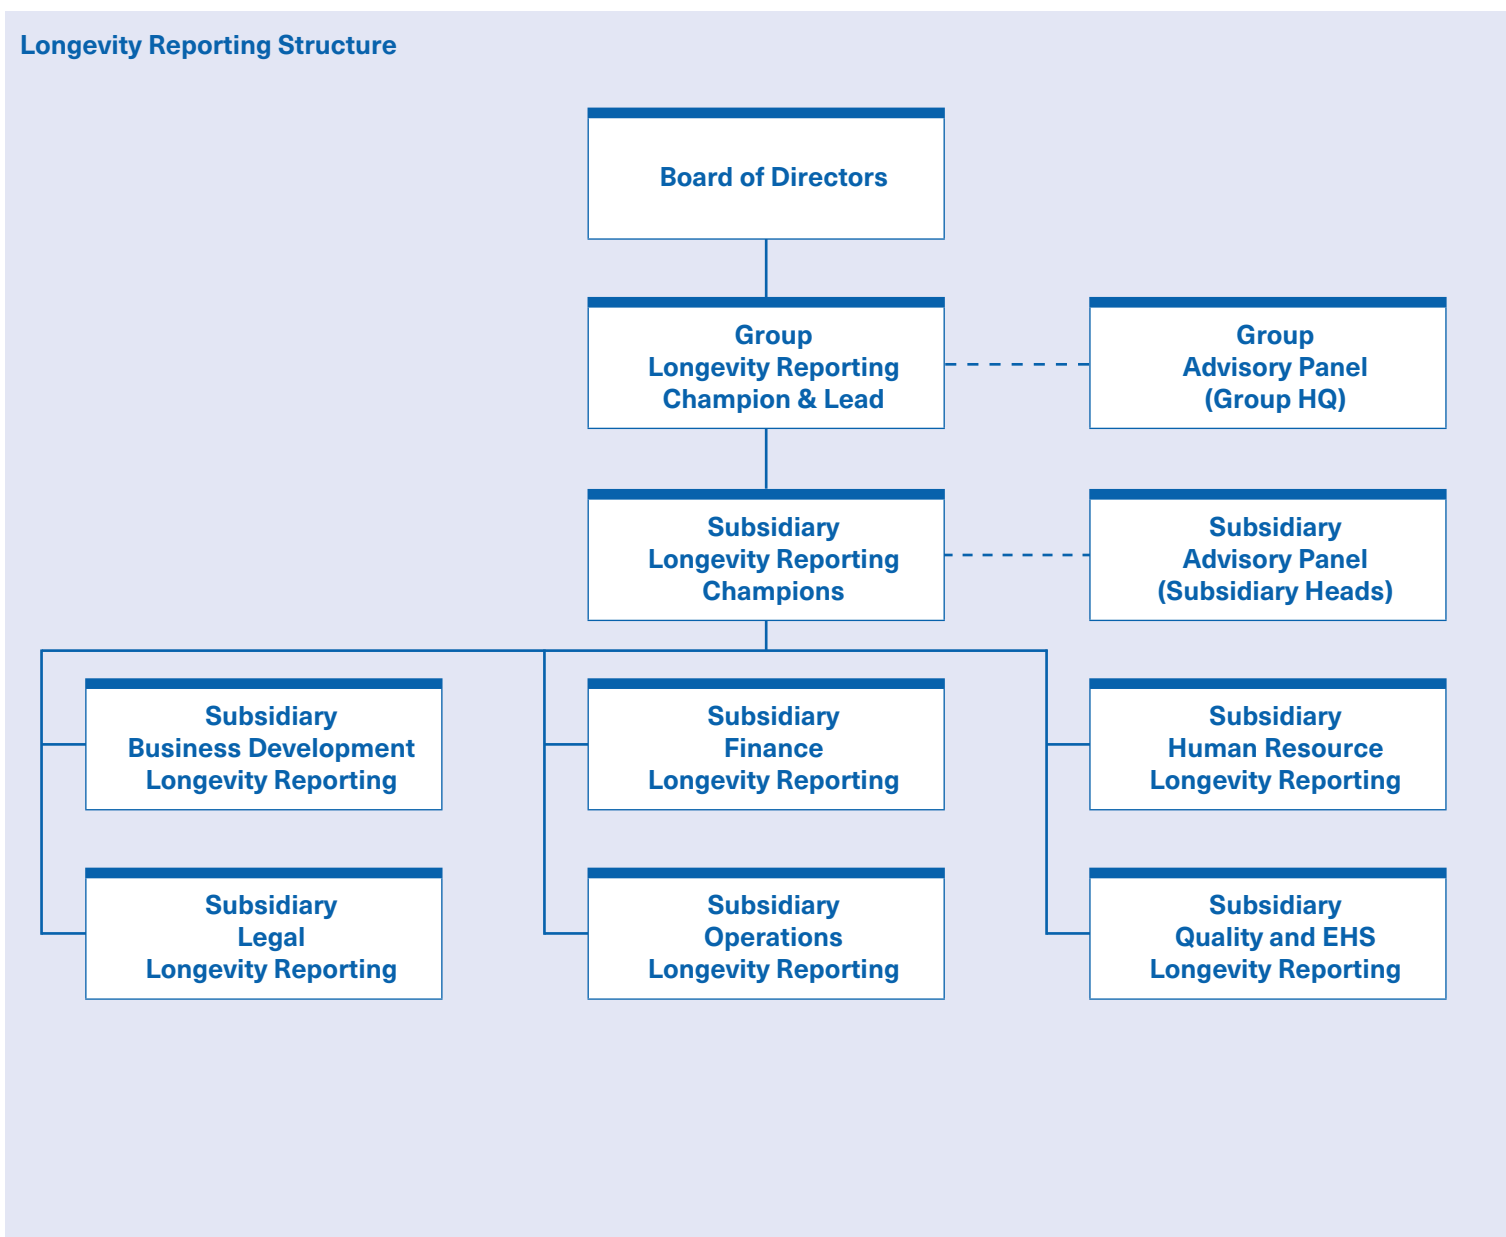 Longevity Reporting Structure
Board of Directors
Group
Longevity Reporting
Champion & Lead
Group
Advisory Panel
(Group HQ)
Subsidiary
Longevity Reporting
Champions
Subsidiary
Advisory Panel
(Subsidiary Heads)
Subsidiary
Business Development
Longevity Reporting
Subsidiary
Finance
Longevity Reporting
Subsidiary
Human Resource
Longevity Reporting
Subsidiary
Legal
Longevity Reporting
Subsidiary
Operations
Longevity Reporting
Subsidiary
Quality and EHS
Longevity Reporting